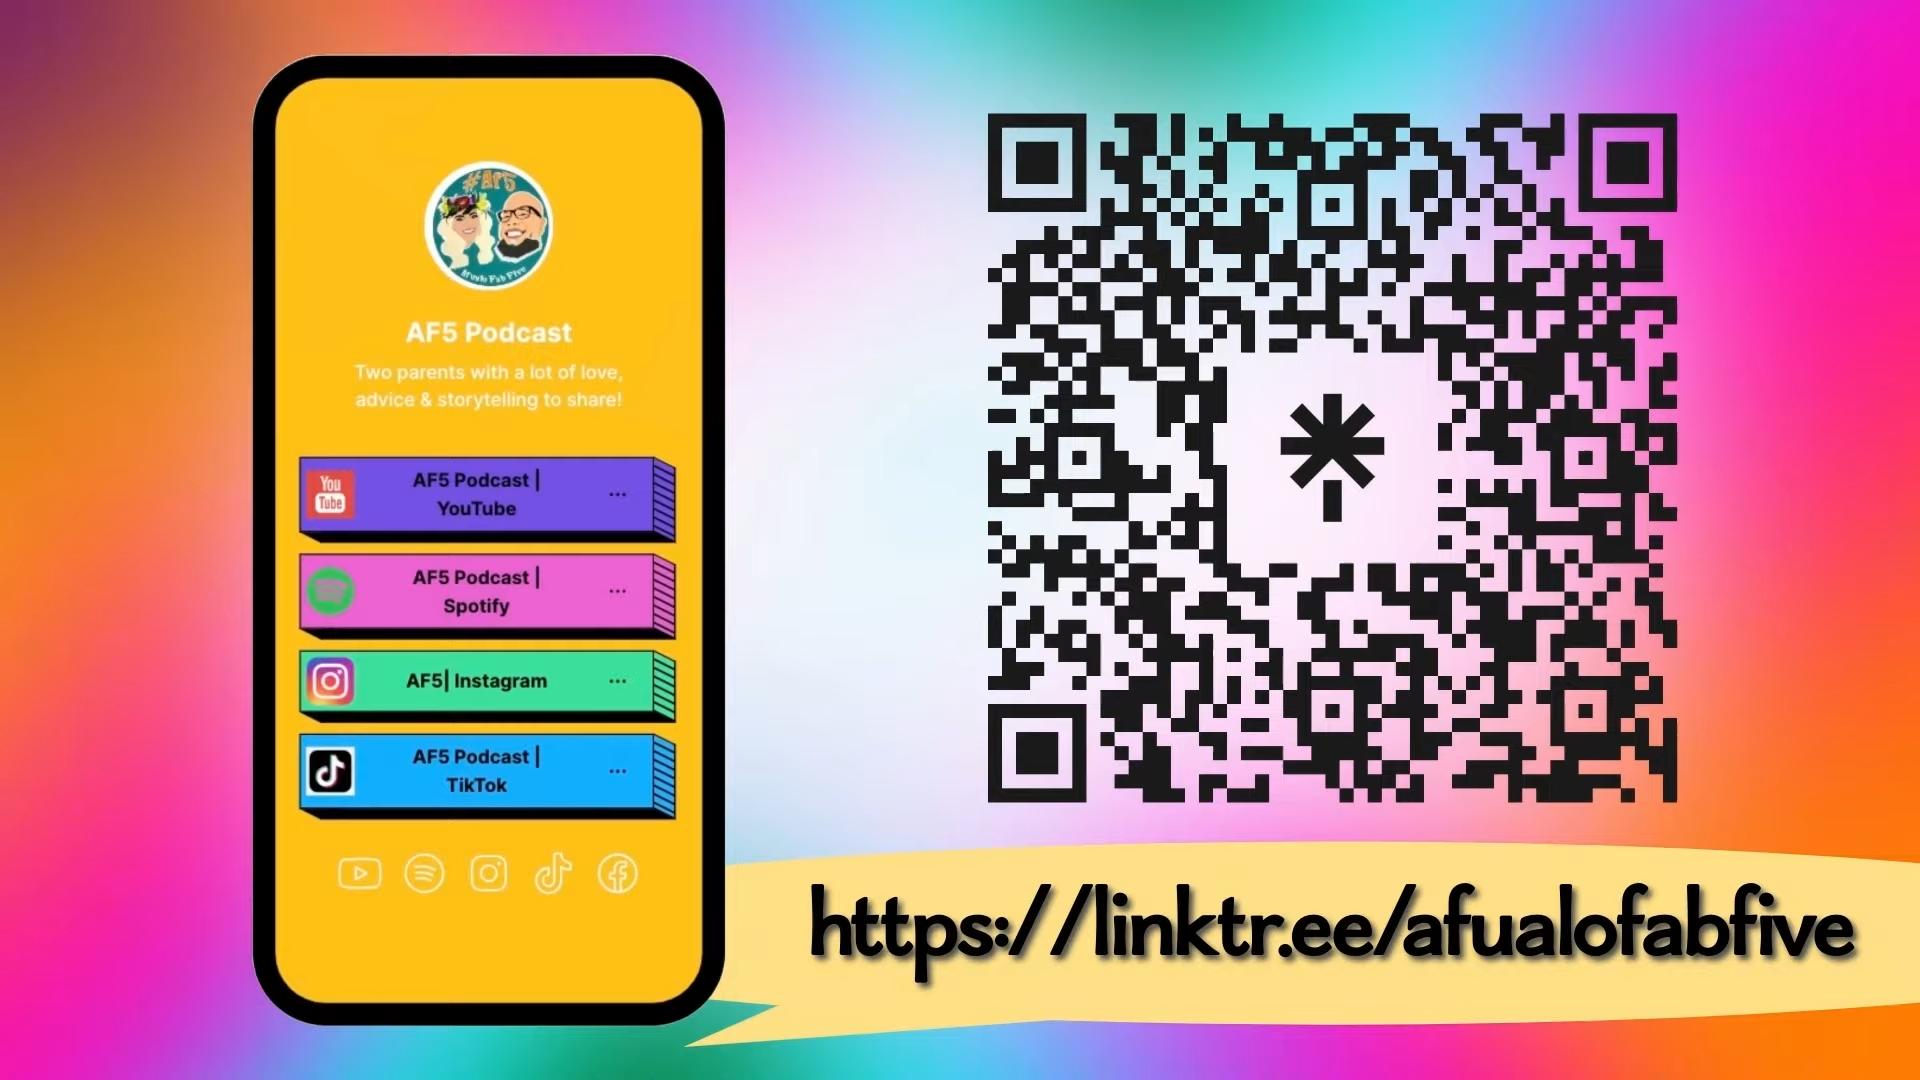 #Af5
AF5 Podcast
Two parents with a lot of love,
advice & storytelling to share!
You
Tube
AF5 Podcast |
YouTube
...
AF5 Podcast |
Spotify
...
AF5| Instagram
...
AF5 Podcast |
TikTok
...
https://linktr.ee/afualofabfive